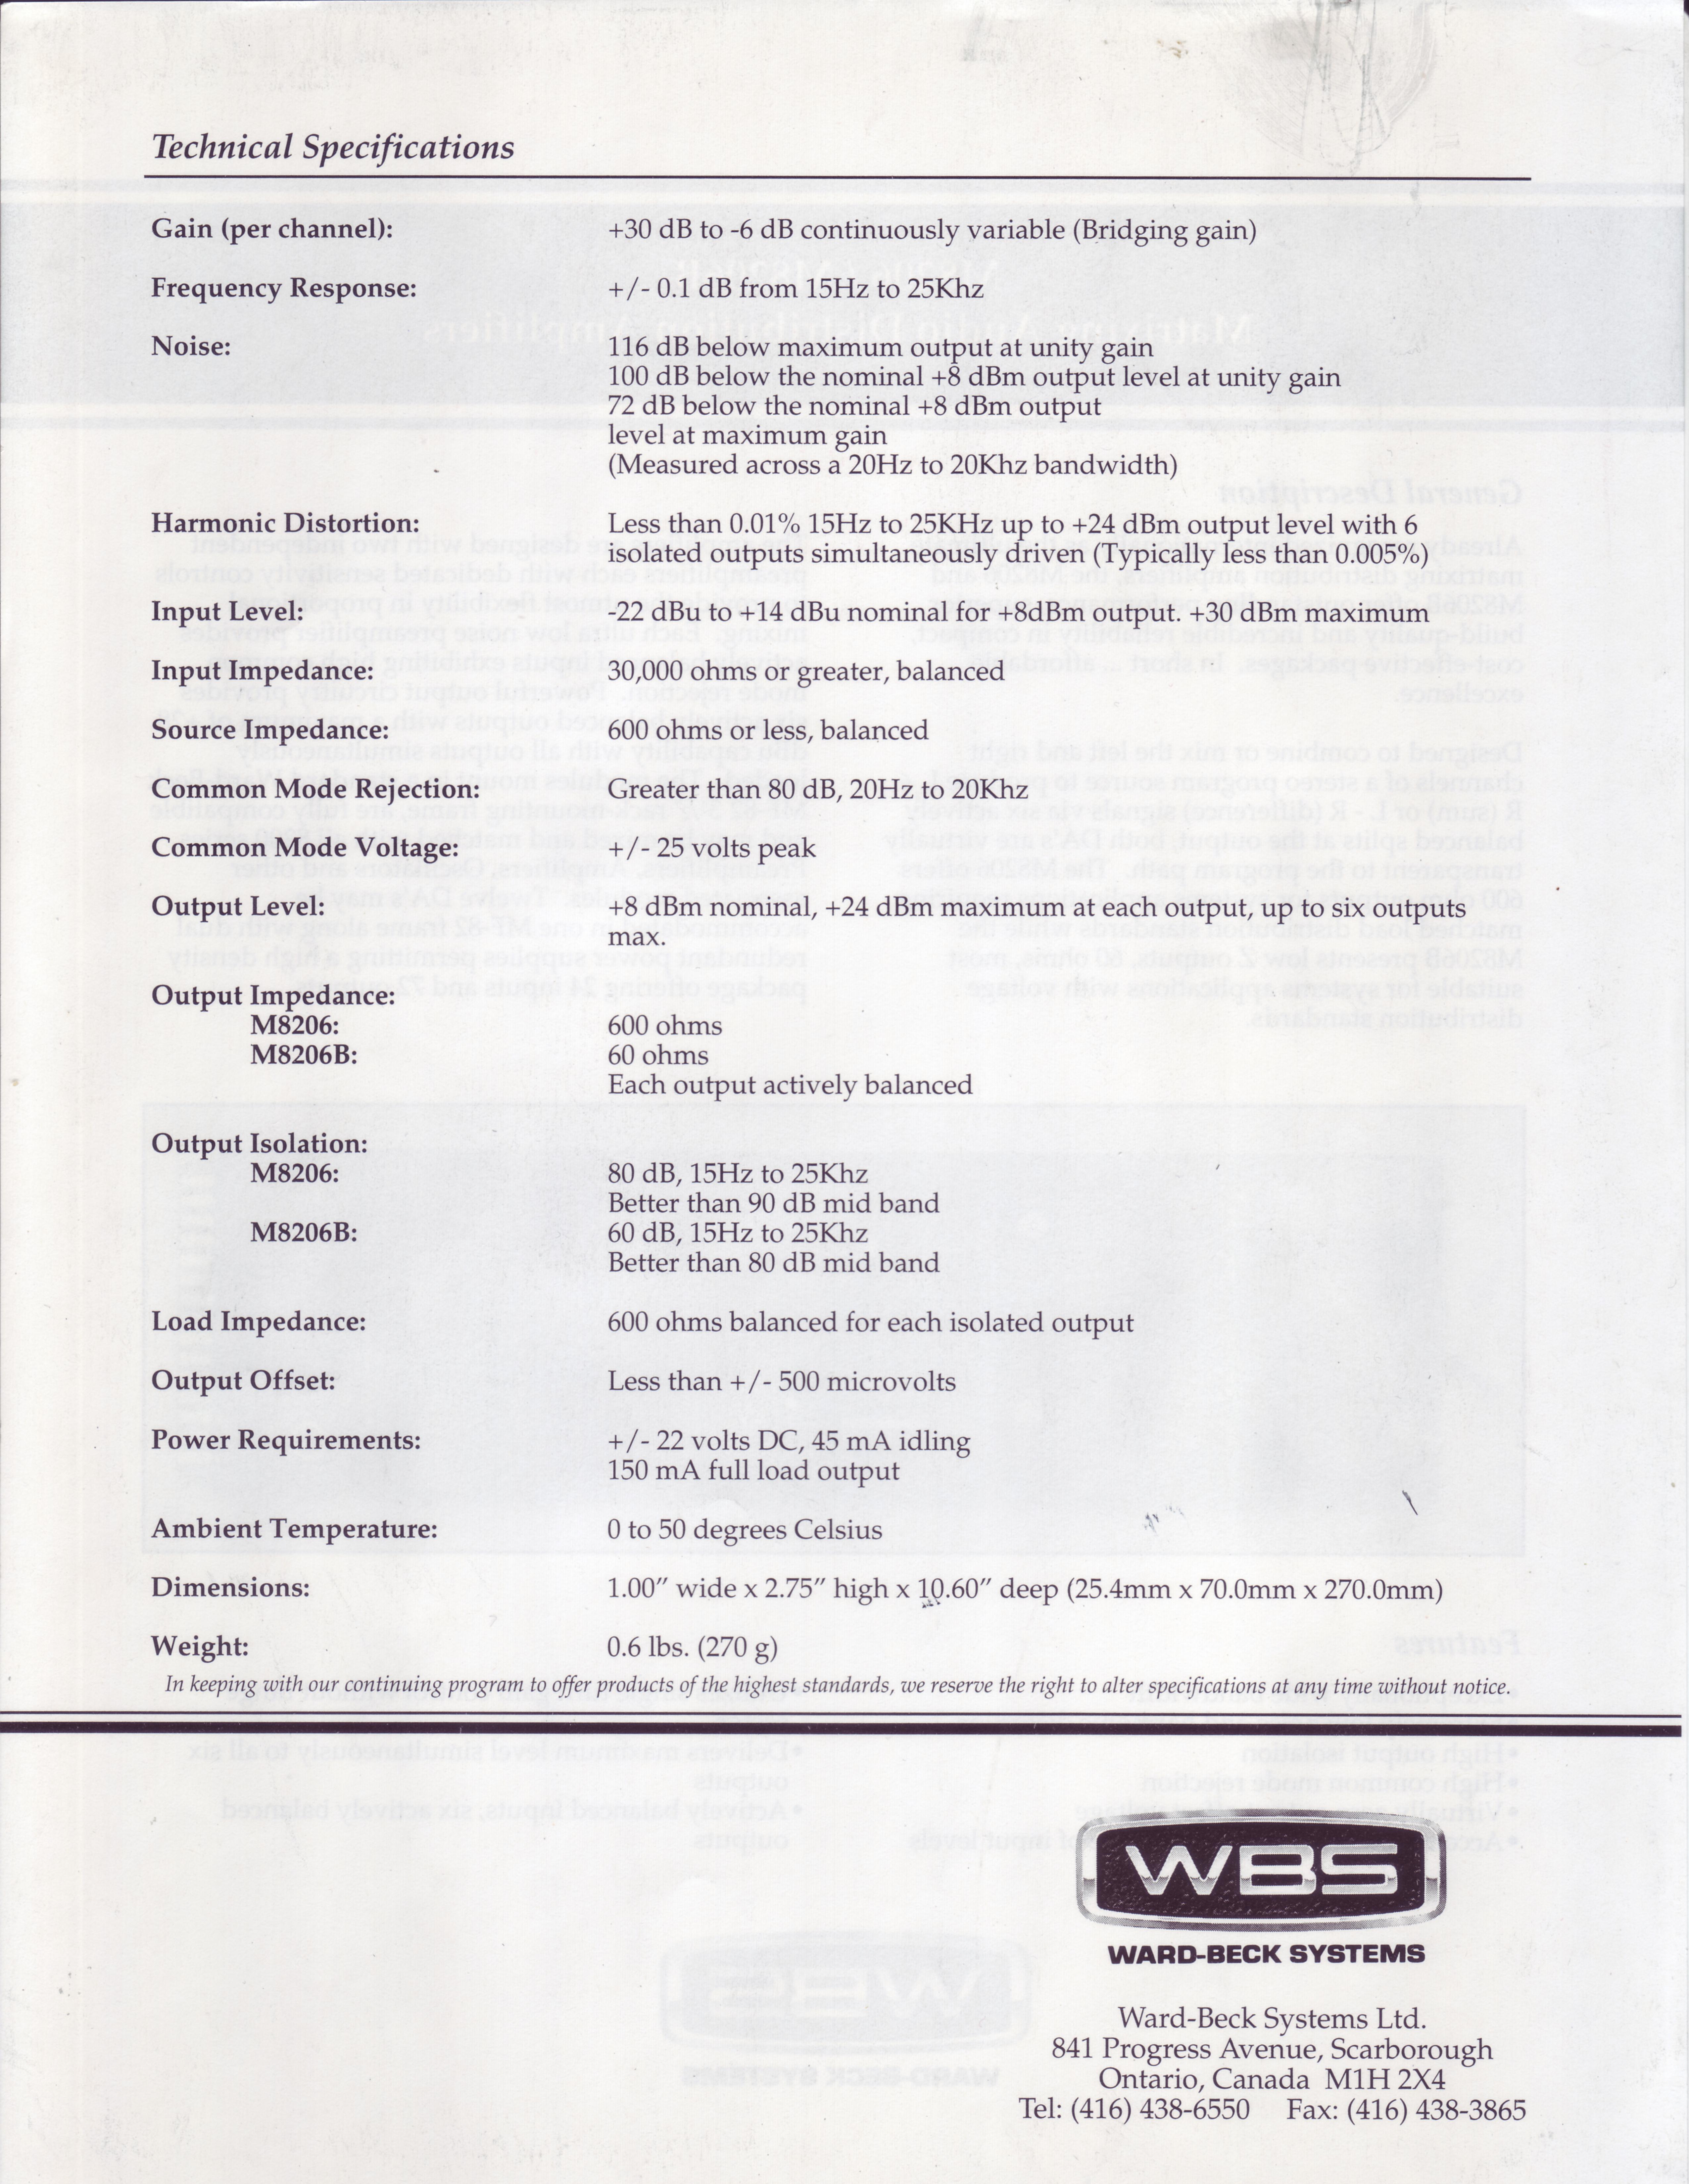 Technical Specifications
Gain (per channel): +30 dB to -6 dB continuously variable (Bridging gain)
Frequency Response: +/- 0.1 dB from 15Hz to 25Khz
Noise: 116 dB below maximum output at unity gain
100 dB below the nominal +8 dBm output level at unity gain
72 dB below the nominal +8 dBm output
level at maximum gain
(Measured across a 20Hz to 20Khz bandwidth)
Harmonic Distortion: Less than 0.01% 15Hz to 25KHz up to +24 dBm output level with 6
isolated outputs simultaneously driven (Typically less than 0.005%)
Input Level: -22 dBu to +14 dBu nominal for +8dBm output. +30 dBm maximum
Input Impedance: 30,000 ohms or greater, balanced
Source Impedance: 600 ohms or less, balanced
Common Mode Rejection: Greater than 80 dB, 20Hz to 20Khz
Common Mode Voltage: +/- 25 volts peak
Output Level: +8 dBm nominal, +24 dBm maximum at each output, up to six outputs
max.
Output Impedance:
M8206: 600 ohms
M8206B: 60 ohms
Each output actively balanced
Output Isolation:
M8206: 80 dB, 15Hz to 25Khz
Better than 90 dB mid band
M8206B: 60 dB, 15Hz to 25Khz
Better than 80 dB mid band
Load Impedance: 600 ohms balanced for each isolated output
Output Offset: Less than +/- 500 microvolts
Power Requirements: +/- 22 volts DC, 45 mA idling
150 mA full load output
Ambient Temperature: 0 to 50 degrees Celsius
Dimensions: 1.00″ wide x 2.75″ high x 10.60″ deep (25.4mm x 70.0mm x 270.0mm)
Weight: 0.6 lbs. (270 g)
In keeping with our continuing program to offer products of the highest standards, we reserve the right to alter specifications at any time without notice.
WBS
WARD-BECK SYSTEMS
Ward-Beck Systems Ltd.
841 Progress Avenue, Scarborough
Ontario, Canada M1H 2X4
Tel: (416) 438-6550 Fax: (416) 438-3865